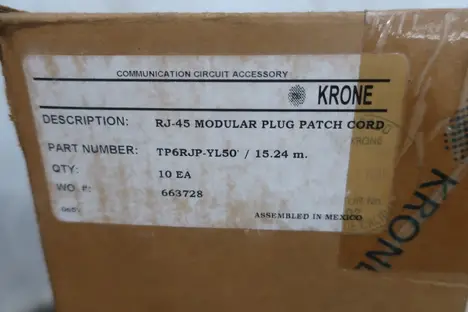 COMMUNICATION CIRCUIT ACCESSORY
KRONE
DESCRIPTION: RJ-45 MODULAR PLUG PATCH CORD
PART NUMBER: TP6RJP-YL50' / 15.24 m.
QTY: 10 EA
WO #: 663728
ASSEMBLED IN MEXICO
KRONE